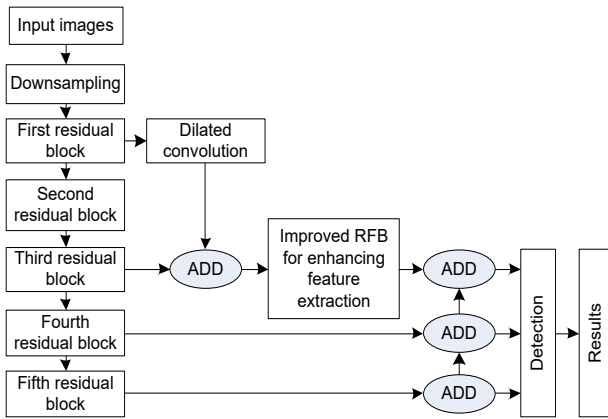 Input images
Downsampling
First residual
block
Dilated
convolution
Second
residual block
Third residual
block
ADD
Improved RFB
for enhancing
feature
extraction
ADD
Fourth
residual block
ADD
Fifth residual
block
ADD
Detection
Results